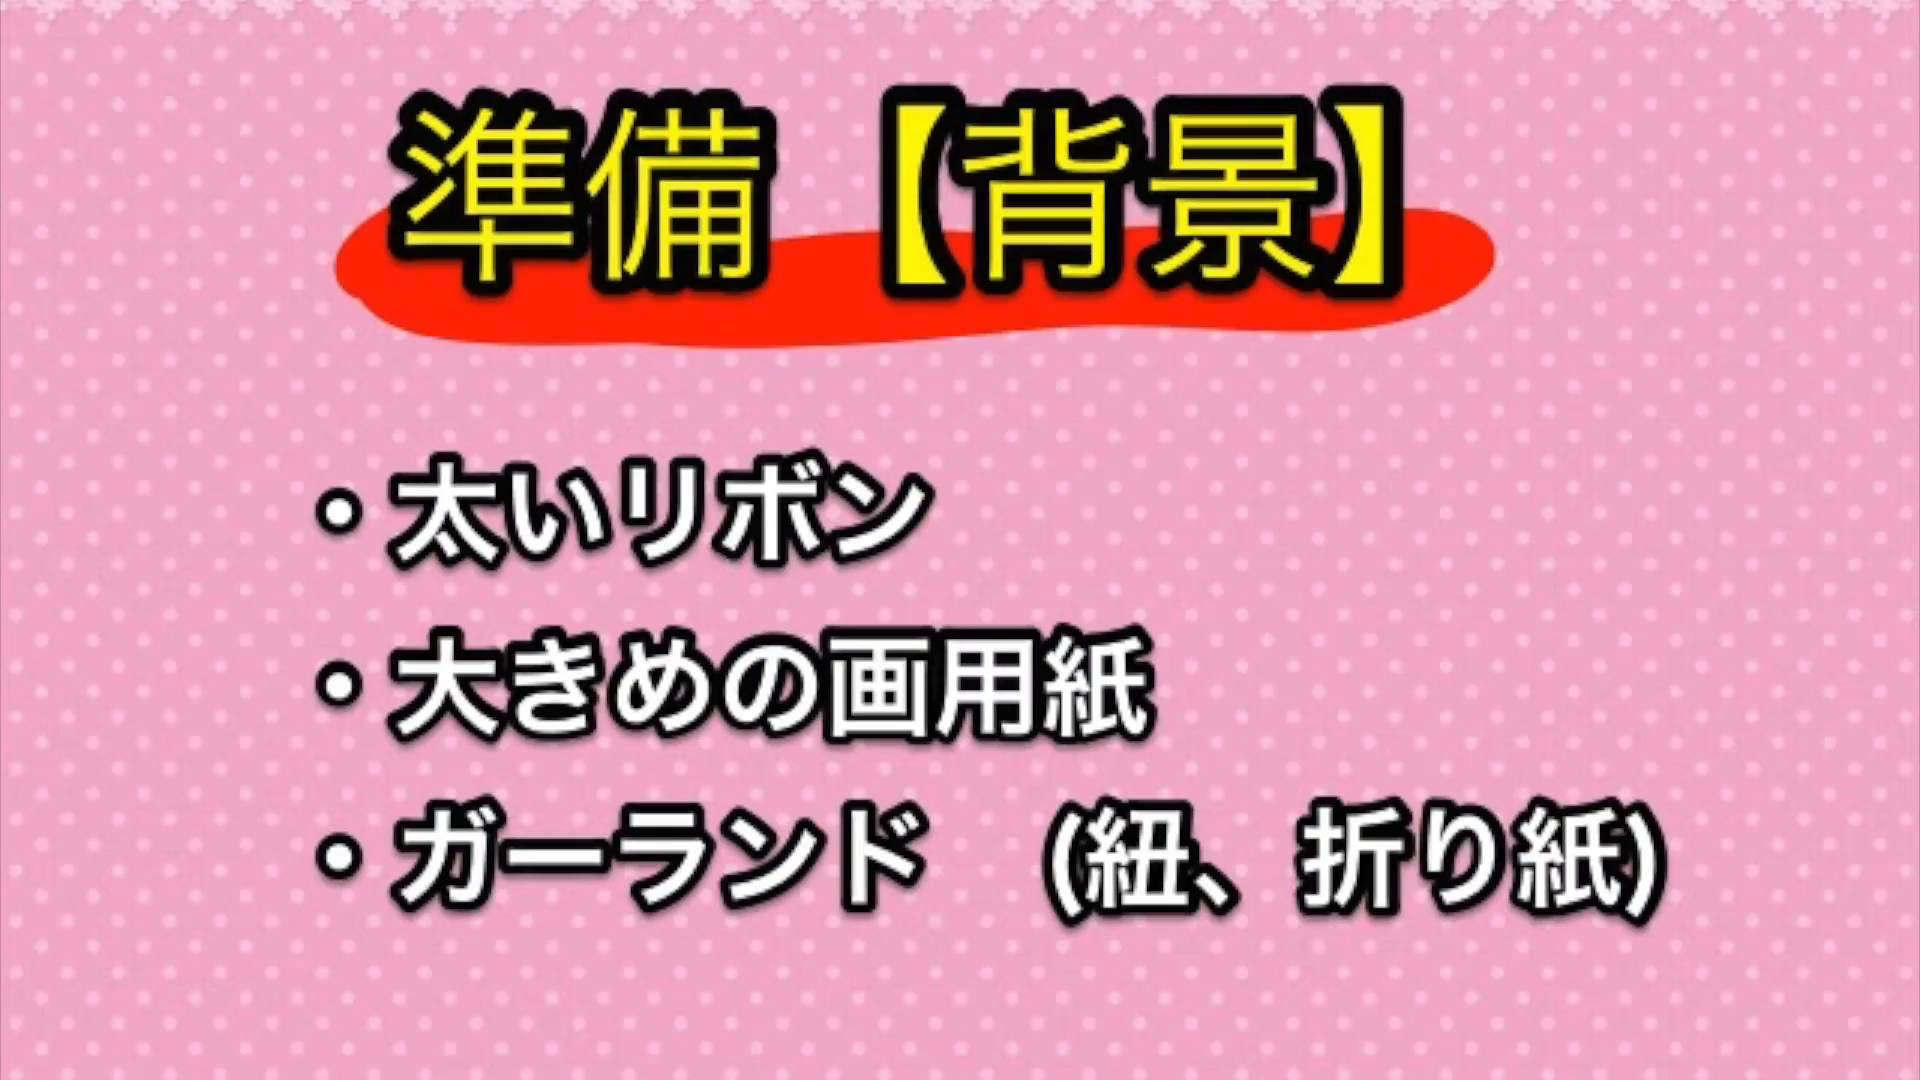 準備【背景】
・太いリボン
・大きめの画用紙
・ガーランド　(紐、折り紙)